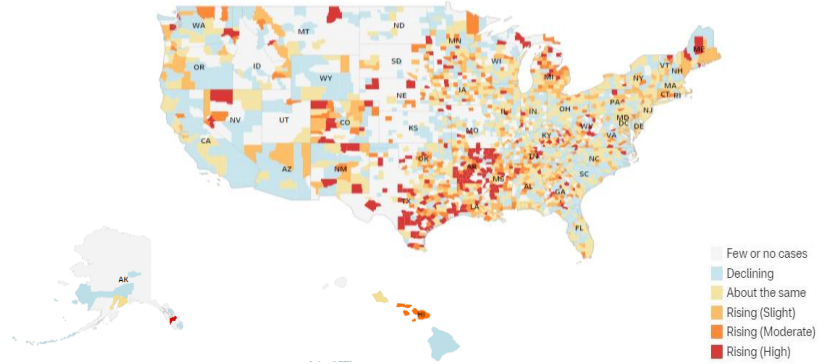 WA
MT
ND
MN
ME
OR
ID
SD
WI
MI
VT
NH
NY
MA
CT RI
WY
NE
IA
PA
NJ
NV
UT
CO
IL
IN
OH
MD
DC
DE
CA
KS
MO
KY
WV
VA
AZ
NM
OK
AR
TN
NC
SC
TX
LA
MS
AL
GA
FL
AK
HI
Few or no cases
Declining
About the same
Rising (Slight)
Rising (Moderate)
Rising (High)